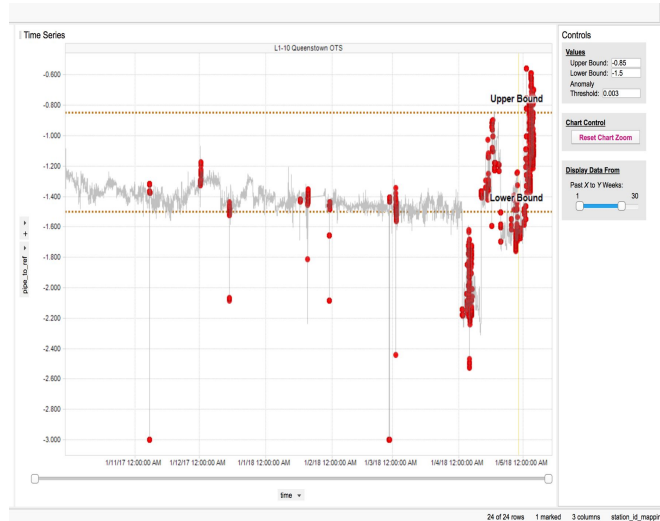 Time Series
L1-10 Queenstown OTS
-0.600
-0.800
-1.000
-1.200
-1.400
-1.600
-1.800
-2.000
-2.200
-2.400
-2.600
-2.800
-3.000
Upper Bound
Lower Bound
pipe_to_ref
+
1/11/17 12:00:00 AM
1/12/17 12:00:00 AM
1/1/18 12:00:00 AM
1/2/18 12:00:00 AM
1/3/18 12:00:00 AM
1/4/18 12:00:00 AM
1/5/18 12:00:00 AM
time
Controls
Values
Upper Bound: -0.85
Lower Bound: -1.5
Anomaly
Threshold: 0.003
Chart Control
Reset Chart Zoom
Display Data From
Past X to Y Weeks:
1 30
24 of 24 rows 1 marked 3 columns station_id_mappin